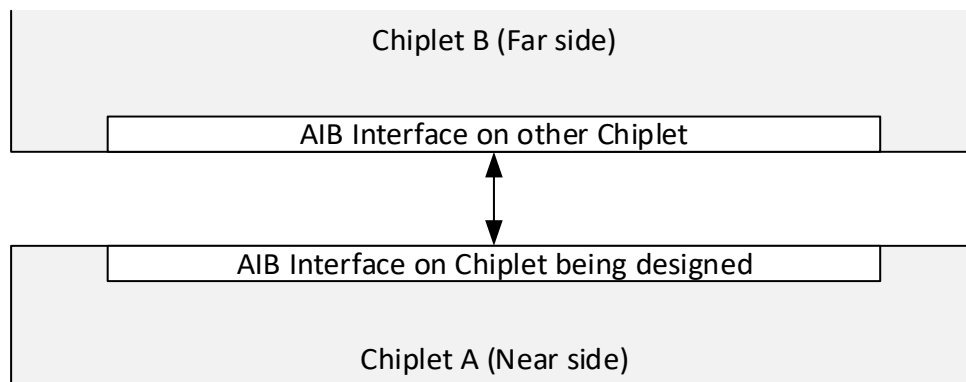 Chiplet B (Far side)
AIB Interface on other Chiplet
AIB Interface on Chiplet being designed
Chiplet A (Near side)